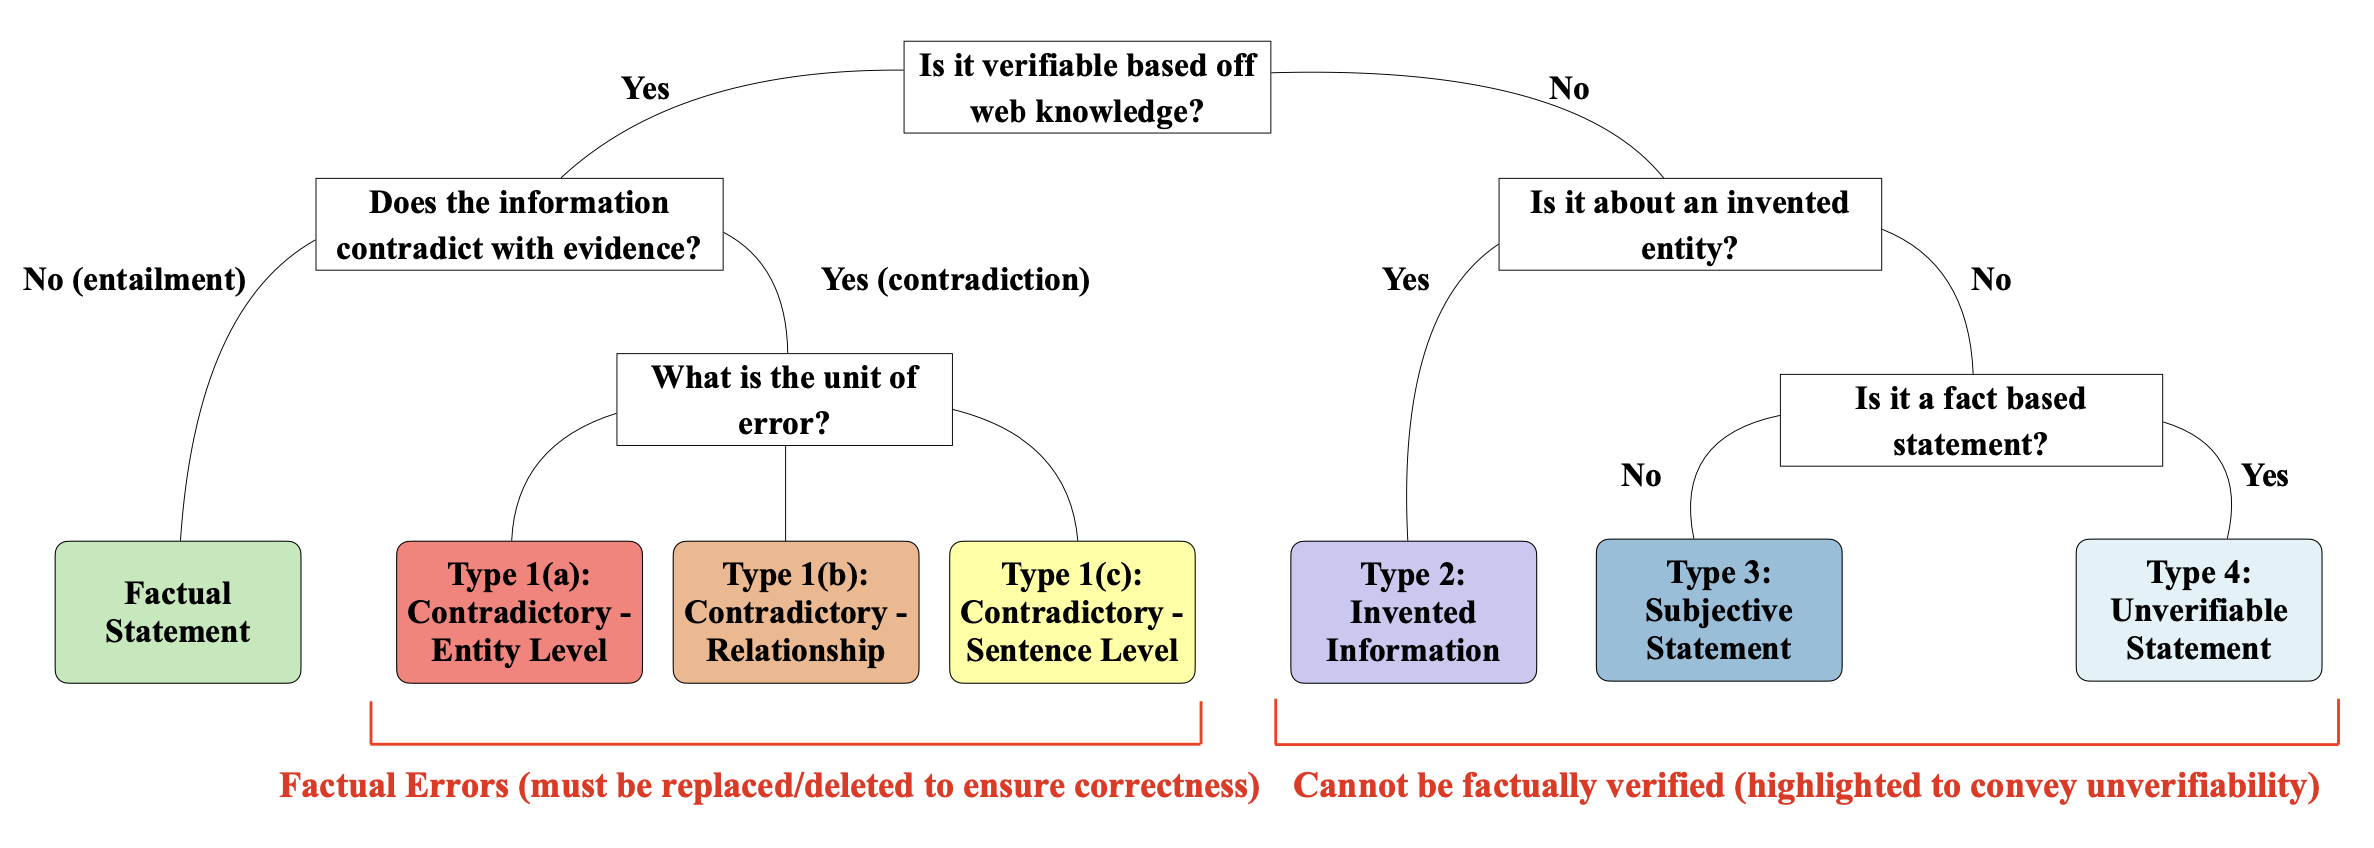 Is it verifiable based off
web knowledge?
Yes
No
Does the information
contradict with evidence?
Is it about an invented
entity?
No (entailment)
Yes (contradiction)
Yes
No
What is the unit of
error?
Is it a fact based
statement?
No
Yes
Factual
Statement
Type 1(a):
Contradictory -
Entity Level
Type 1(b):
Contradictory -
Relationship
Type 1(c):
Contradictory -
Sentence Level
Type 2:
Invented
Information
Type 3:
Subjective
Statement
Type 4:
Unverifiable
Statement
Factual Errors (must be replaced/deleted to ensure correctness)
Cannot be factually verified (highlighted to convey unverifiability)